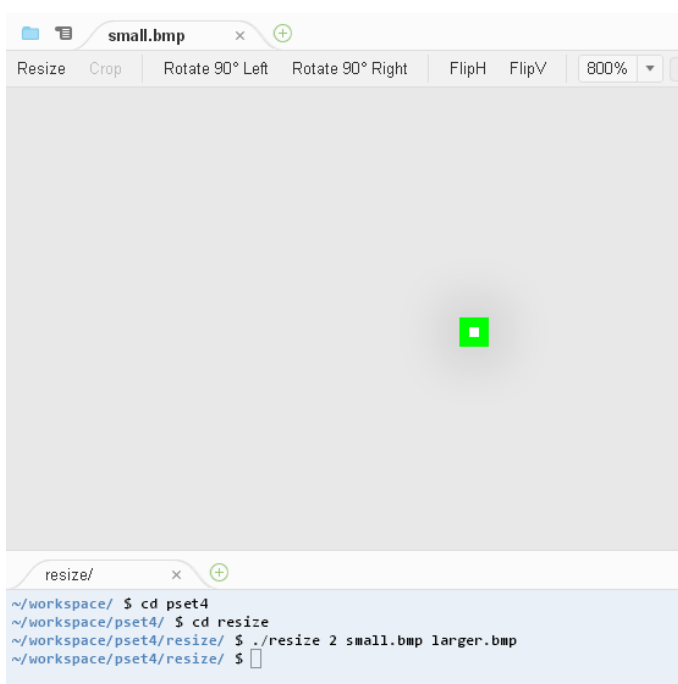 small.bmp
Resize Crop Rotate 90° Left Rotate 90° Right FlipH FlipV 800%
resize/
~/workspace/ $ cd pset4
~/workspace/pset4/ $ cd resize
~/workspace/pset4/resize/ $ ./resize 2 small.bmp larger.bmp
~/workspace/pset4/resize/ $